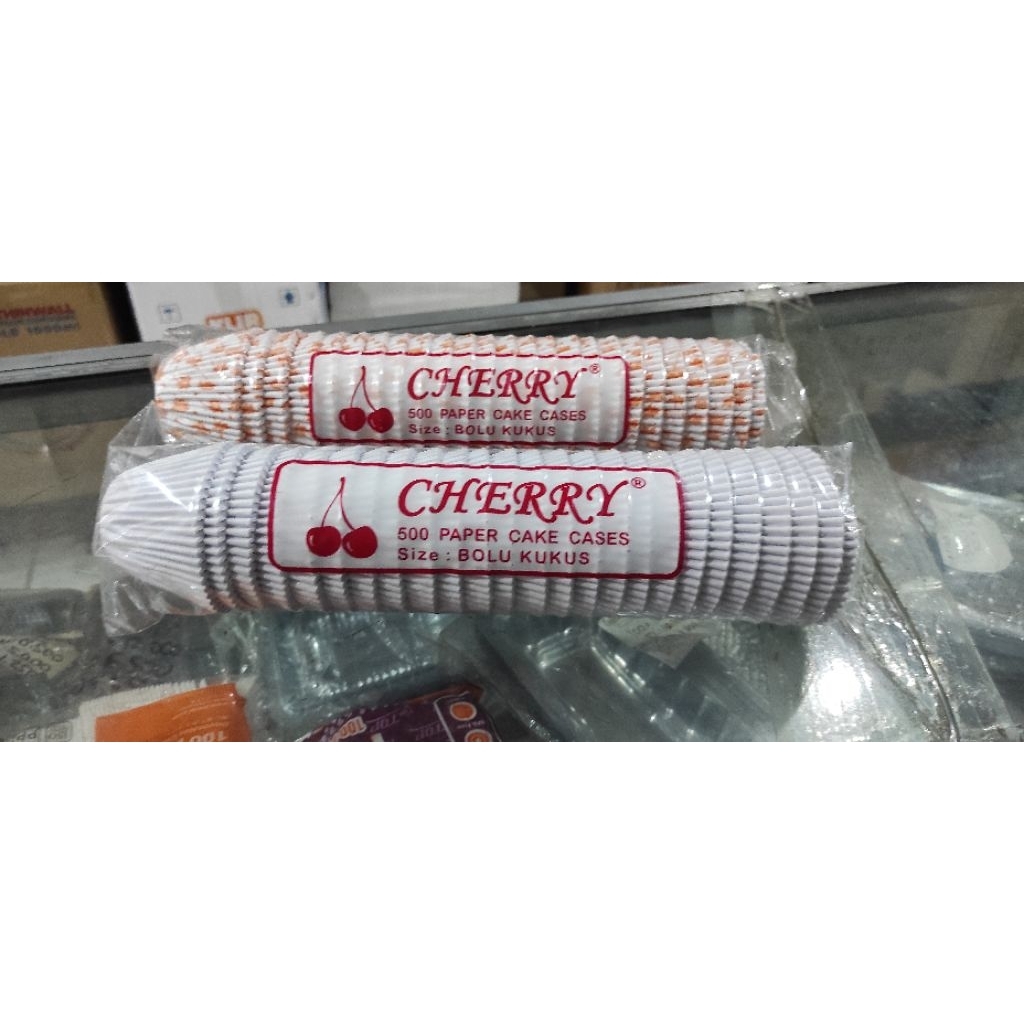 CHERRY®
500 PAPER CAKE CASES
Size : BOLU KUKUS
CHERRY®
500 PAPER CAKE CASES
Size : BOLU KUKUS